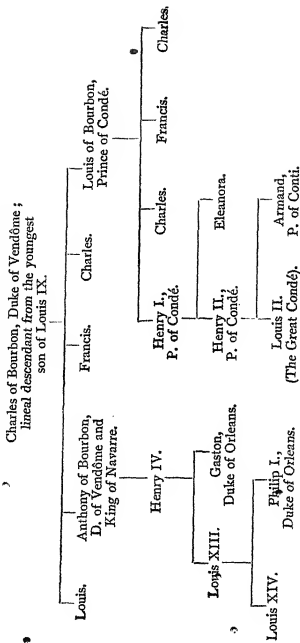 Charles of Bourbon, Duke of Vendôme ;
lineal descendant from the youngest
son of Louis IX.
Louis.
Anthony of Bourbon,
D. of Vendôme and
King of Navarre.
Francis.
Charles.
Louis of Bourbon,
Prince of Condé.
Henry IV.
Henry I.,
P. of Condé.
Charles.
Francis.
Charles.
Louis XIII.
Gaston,
Duke of Orleans.
Henry II.,
P. of Condé.
Eleanora.
Louis XIV.
Philip I.,
Duke of Orleans.
Louis II.
(The Great Condé).
Armand,
P. of Conti.